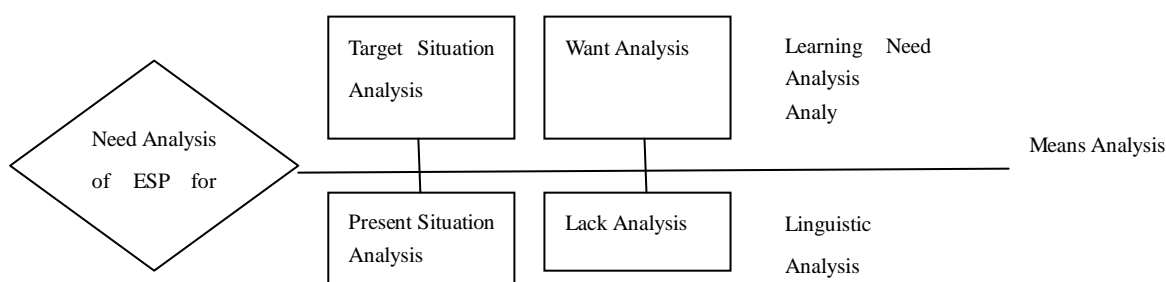 Need Analysis
of ESP for
Target Situation
Analysis
Present Situation
Analysis
Want Analysis
Lack Analysis
Learning Need
Analysis
Analy
Linguistic
Analysis
Means Analysis